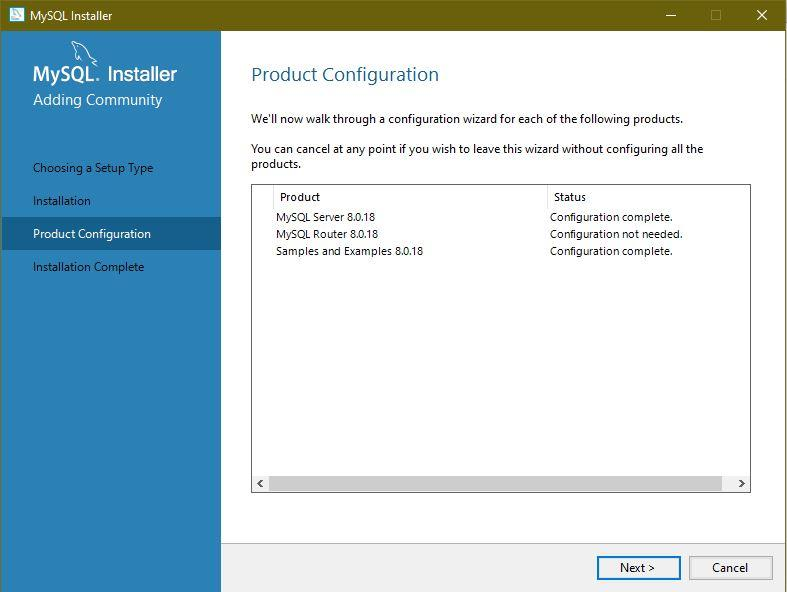 MySQL Installer
MySQL. Installer
Adding Community
Choosing a Setup Type
Installation
Product Configuration
Installation Complete
Product Configuration
We'll now walk through a configuration wizard for each of the following products.
You can cancel at any point if you wish to leave this wizard without configuring all the
products.
Product Status
MySQL Server 8.0.18 Configuration complete.
MySQL Router 8.0.18 Configuration not needed.
Samples and Examples 8.0.18 Configuration complete.
Next > Cancel